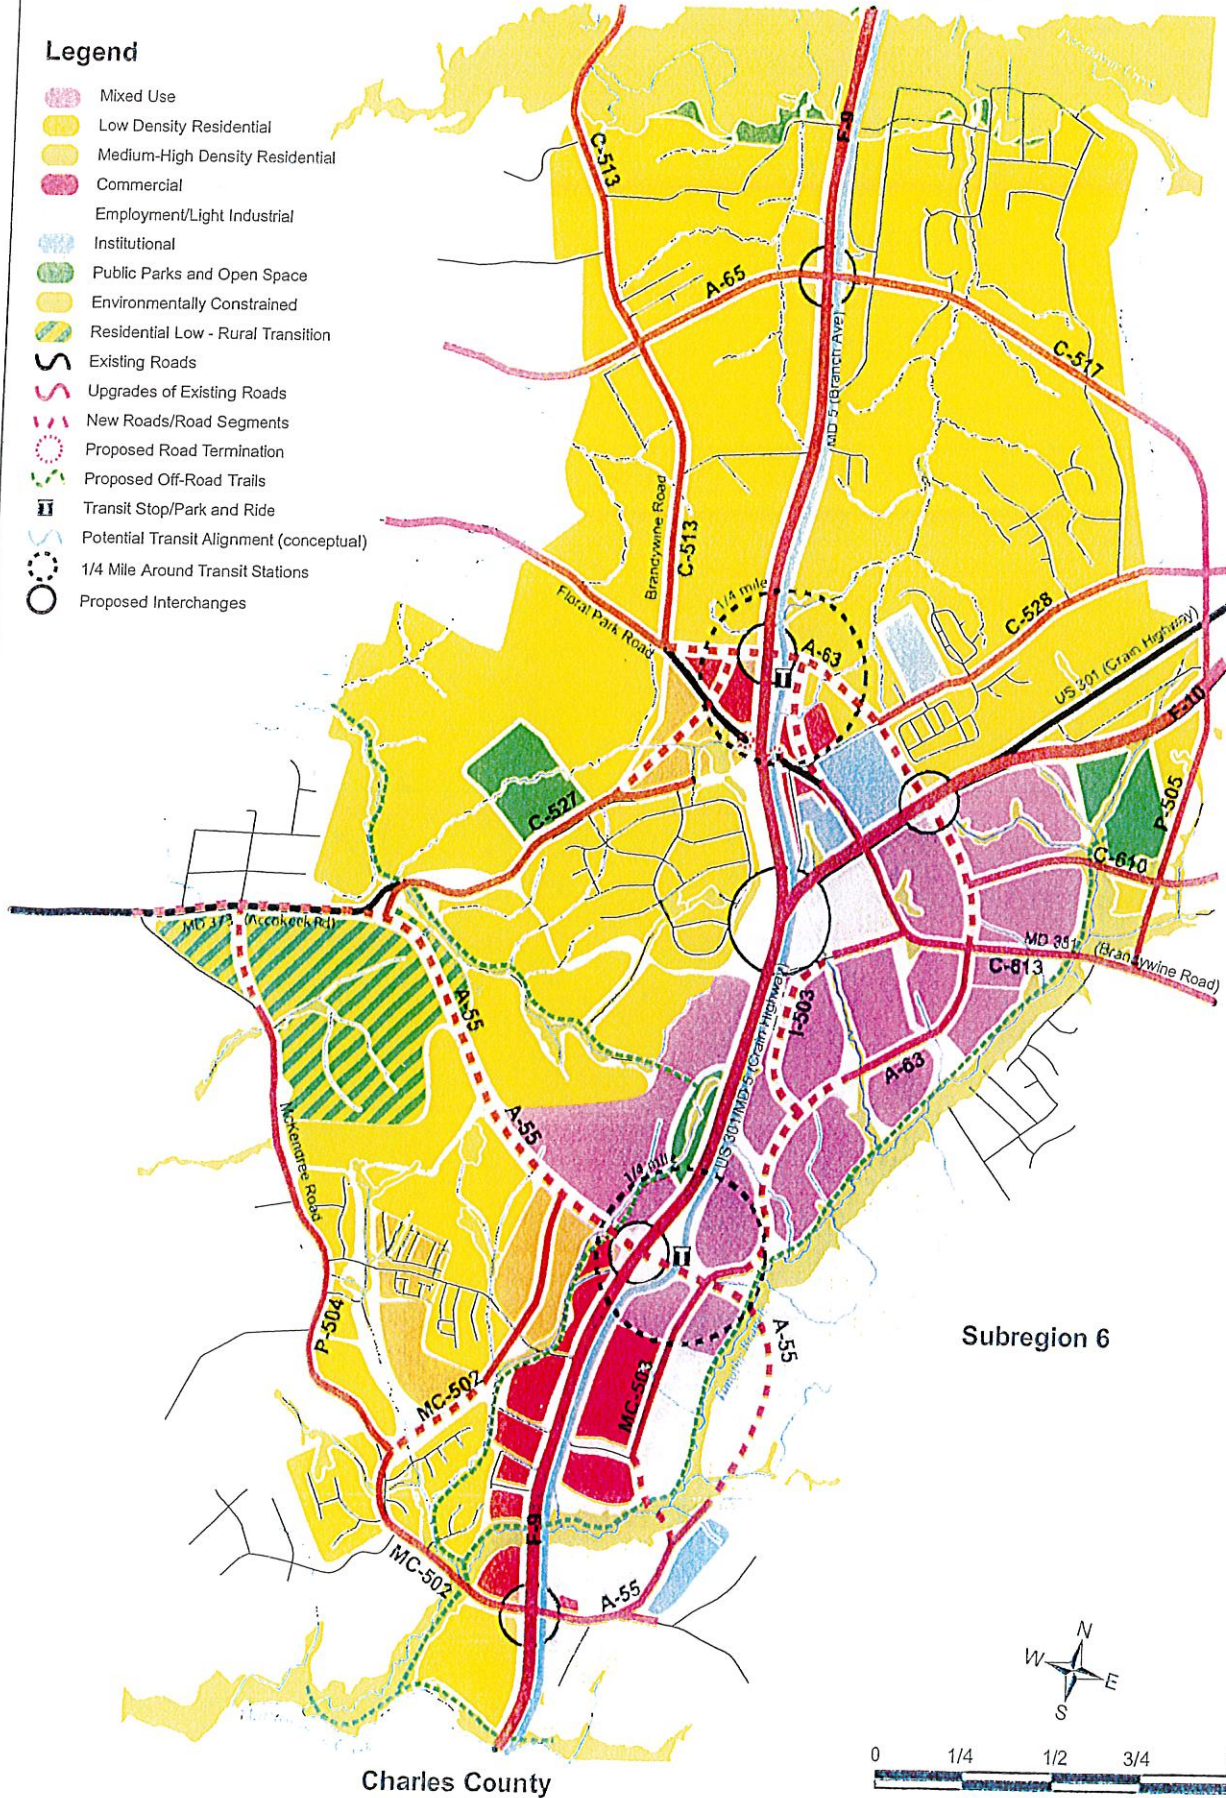 Legend
Mixed Use
Low Density Residential
Medium-High Density Residential
Commercial
Employment/Light Industrial
Institutional
Public Parks and Open Space
Environmentally Constrained
Residential Low - Rural Transition
Existing Roads
Upgrades of Existing Roads
New Roads/Road Segments
Proposed Road Termination
Proposed Off-Road Trails
T
Transit Stop/Park and Ride
Potential Transit Alignment (conceptual)
1/4 Mile Around Transit Stations
Proposed Interchanges
F-9
C-513
A-65
C-517
MD 5 (Branch Ave)
Brandywine Road
C-513
Floral Park Road
1/4 mile
A-63
T
C-528
US 301 (Crain Highway)
F-10
P-505
C-527
C-610
MD 373 (Accokeek Rd)
MD 381 (Brandywine Road)
C-613
I-503
A-55
A-63
US 301/MD 5 (Crain Highway)
A-55
McKendree Road
1/4 mile
T
P-504
A-55
MC-502
MC-503
Subregion 6
F-9
MC-502
A-55
N
W
E
S
0 1/4 1/2 3/4
Charles County